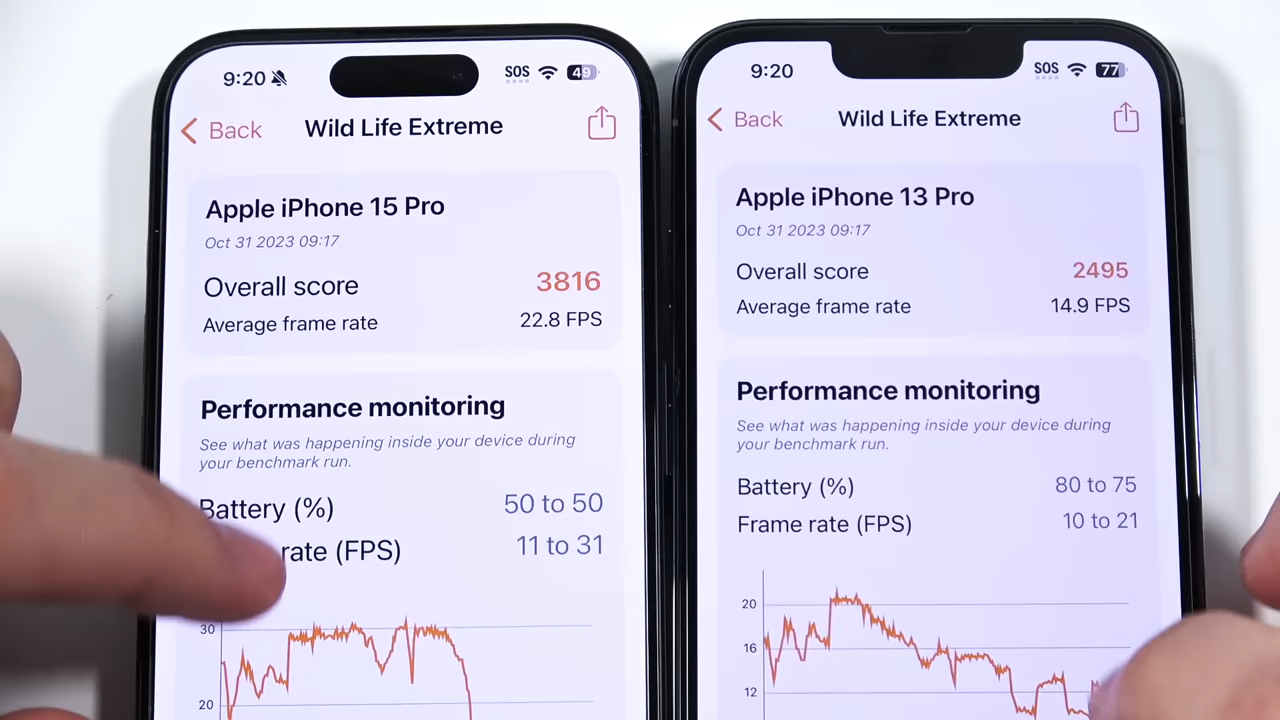 9:20
SOS
49
Back
Wild Life Extreme
Apple iPhone 15 Pro
Oct 31 2023 09:17
Overall score
3816
Average frame rate
22.8 FPS
Performance monitoring
See what was happening inside your device during
your benchmark run.
Battery (%)
50 to 50
rate (FPS)
11 to 31
30
20
9:20
SOS
77
Back
Wild Life Extreme
Apple iPhone 13 Pro
Oct 31 2023 09:17
Overall score
2495
Average frame rate
14.9 FPS
Performance monitoring
See what was happening inside your device during
your benchmark run.
Battery (%)
80 to 75
Frame rate (FPS)
10 to 21
20
16
12